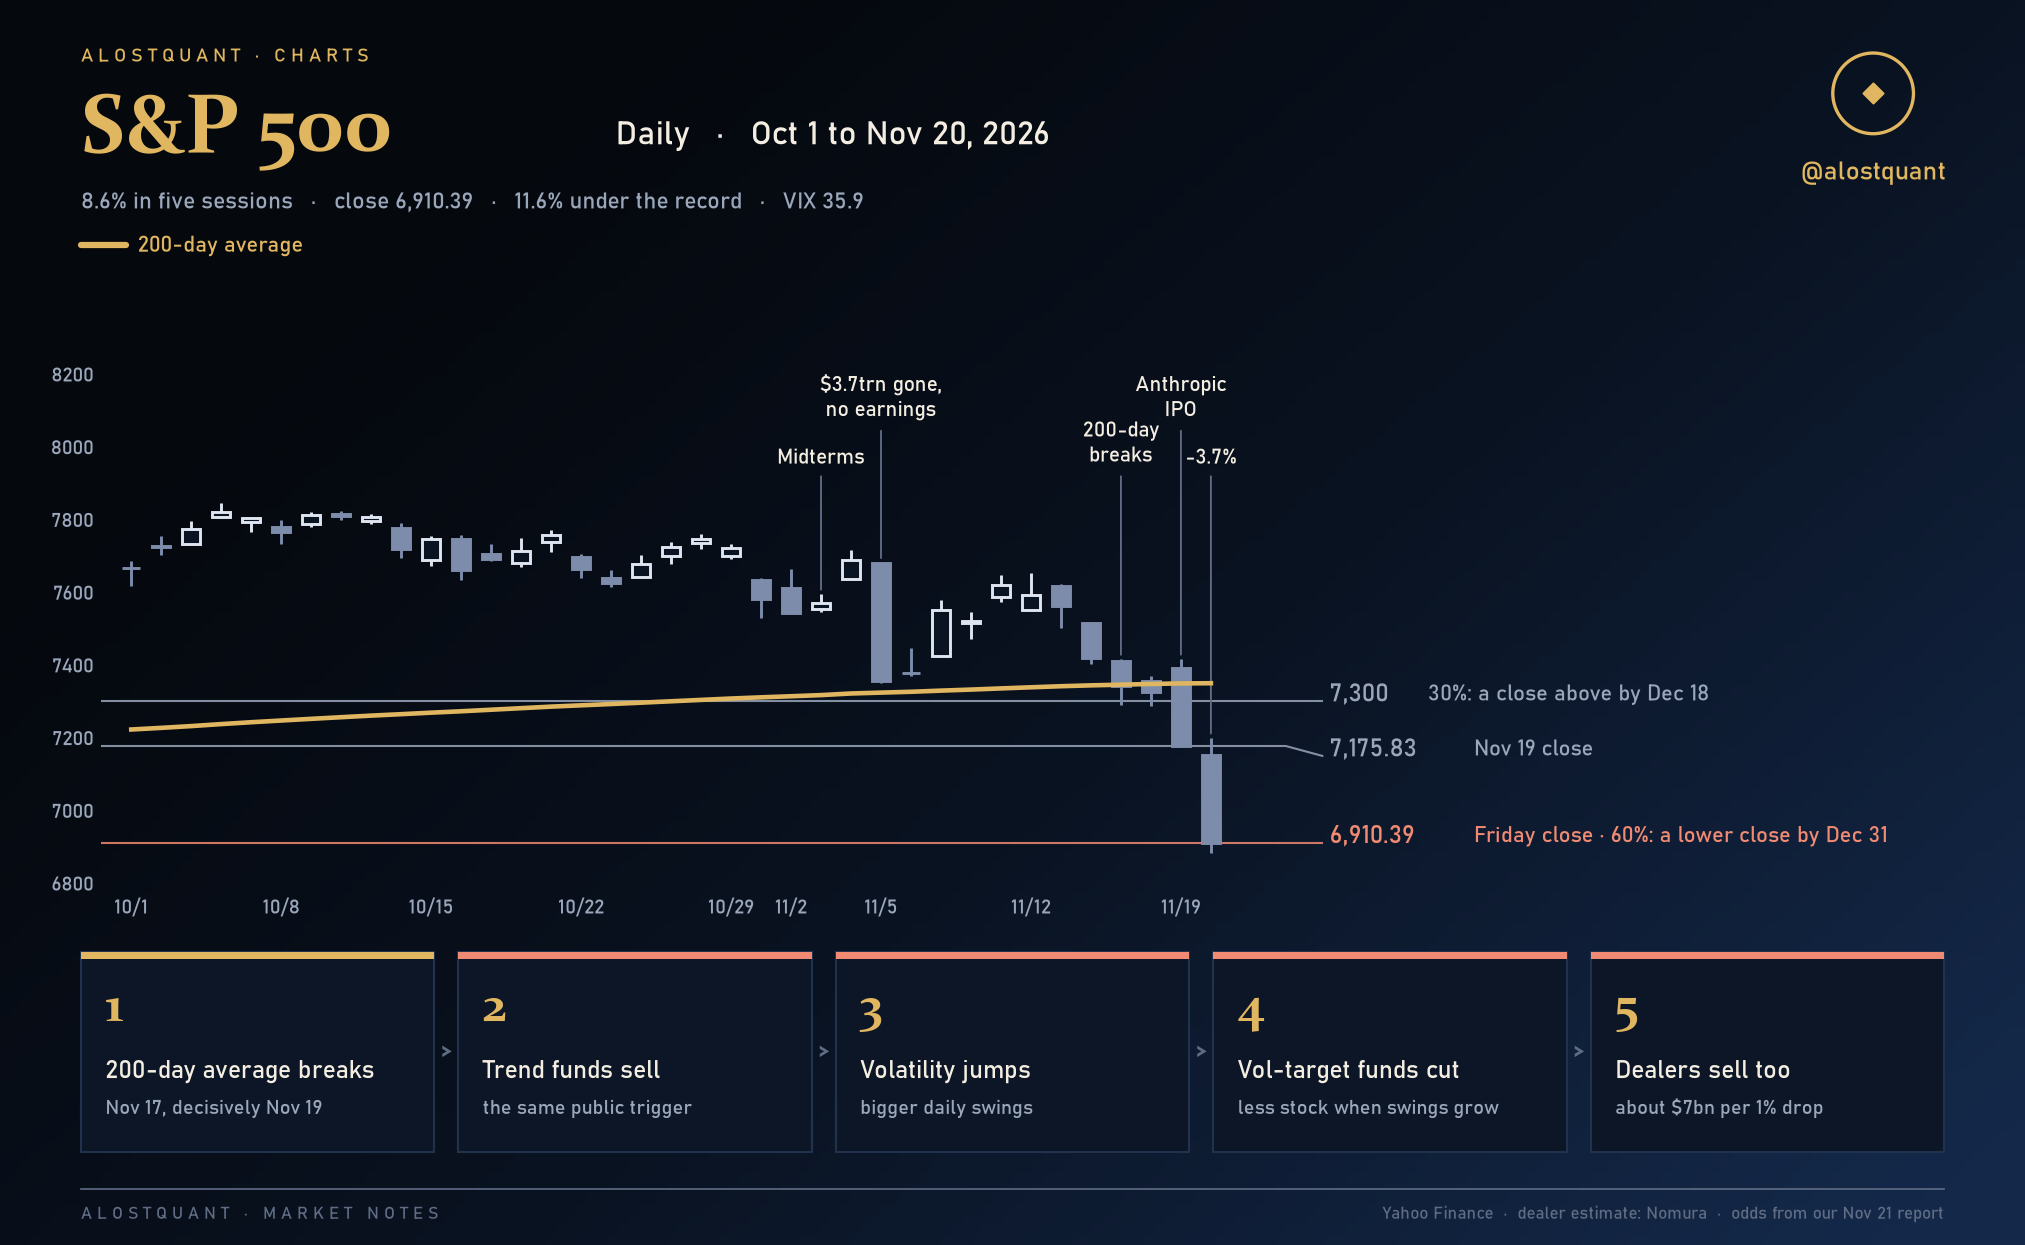 ALOSTQUANT · CHARTS
S&P 500
Daily · Oct 1 to Nov 20, 2026
@alostquant
8.6% in five sessions · close 6,910.39 · 11.6% under the record · VIX 35.9
200-day average
8200
8000
7800
7600
7400
7200
7000
6800
$3.7trn gone,
no earnings
Midterms
Anthropic
IPO
200-day
breaks
-3.7%
7,300 30%: a close above by Dec 18
7,175.83 Nov 19 close
6,910.39 Friday close · 60%: a lower close by Dec 31
10/1 10/8 10/15 10/22 10/29 11/2 11/5 11/12 11/19
1
200-day average breaks
Nov 17, decisively Nov 19
>
2
Trend funds sell
the same public trigger
>
3
Volatility jumps
bigger daily swings
>
4
Vol-target funds cut
less stock when swings grow
>
5
Dealers sell too
about $7bn per 1% drop
ALOSTQUANT · MARKET NOTES
Yahoo Finance · dealer estimate: Nomura · odds from our Nov 21 report